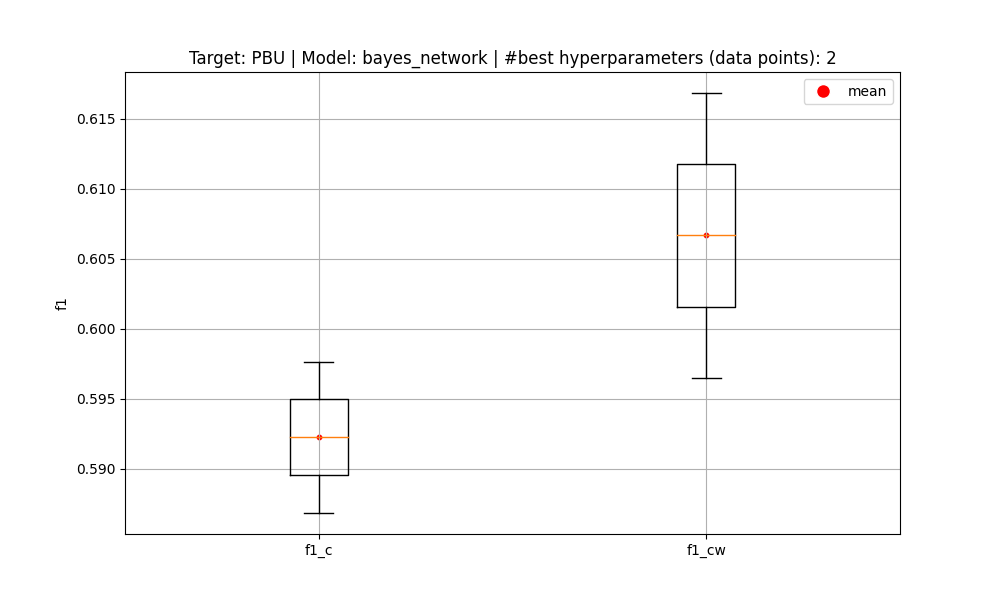 Target: PBU | Model: bayes_network | #best hyperparameters (data points): 2
mean
0.615
0.610
0.605
0.600
0.595
0.590
f1
f1_c
f1_cw